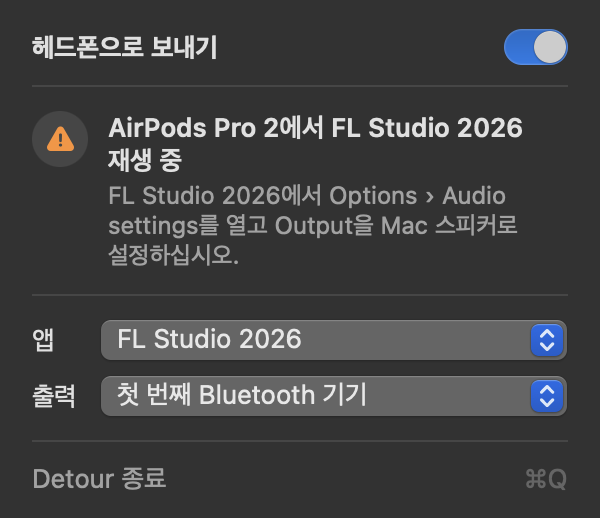 헤드폰으로 보내기
AirPods Pro 2에서 FL Studio 2026
재생 중
FL Studio 2026에서 Options › Audio
settings를 열고 Output을 Mac 스피커로
설정하십시오.
앱 FL Studio 2026
출력 첫 번째 Bluetooth 기기
Detour 종료 ⌘Q